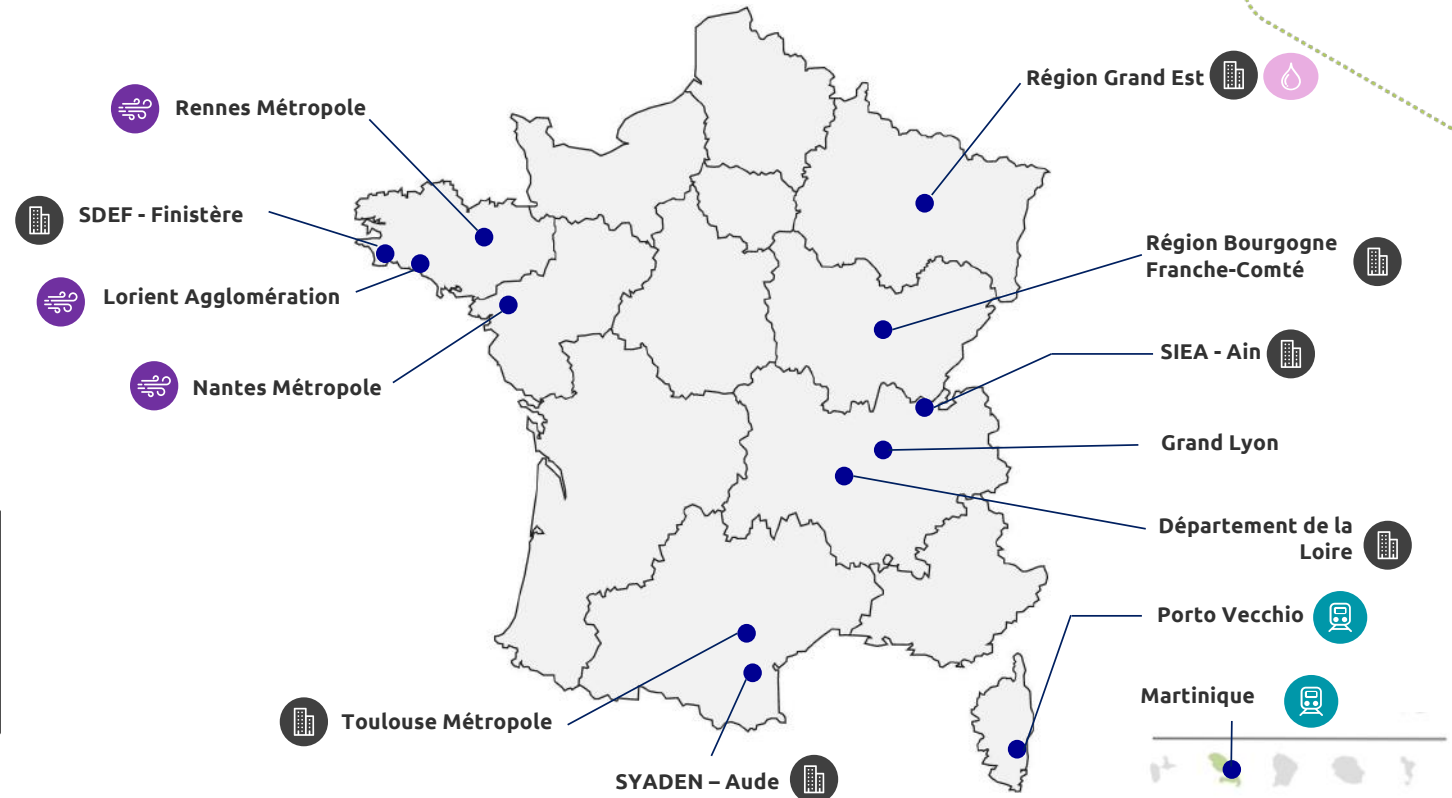 Région Grand Est
Rennes Métropole
SDEF - Finistère
Région Bourgogne
Franche-Comté
Lorient Agglomération
SIEA - Ain
Nantes Métropole
Grand Lyon
Département de la
Loire
Porto Vecchio
Martinique
Toulouse Métropole
SYADEN – Aude